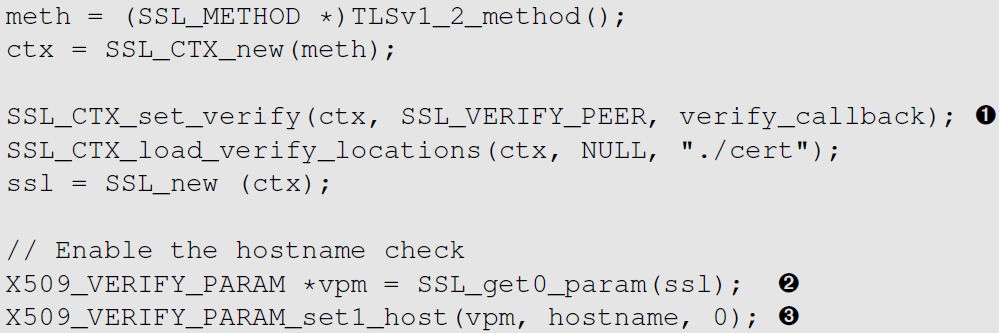 meth = (SSL_METHOD *)TLSv1_2_method();
ctx = SSL_CTX_new(meth);
SSL_CTX_set_verify(ctx, SSL_VERIFY_PEER, verify_callback); ❶
SSL_CTX_load_verify_locations(ctx, NULL, "./cert");
ssl = SSL_new (ctx);
// Enable the hostname check
X509_VERIFY_PARAM *vpm = SSL_get0_param(ssl); ❷
X509_VERIFY_PARAM_set1_host(vpm, hostname, 0); ❸